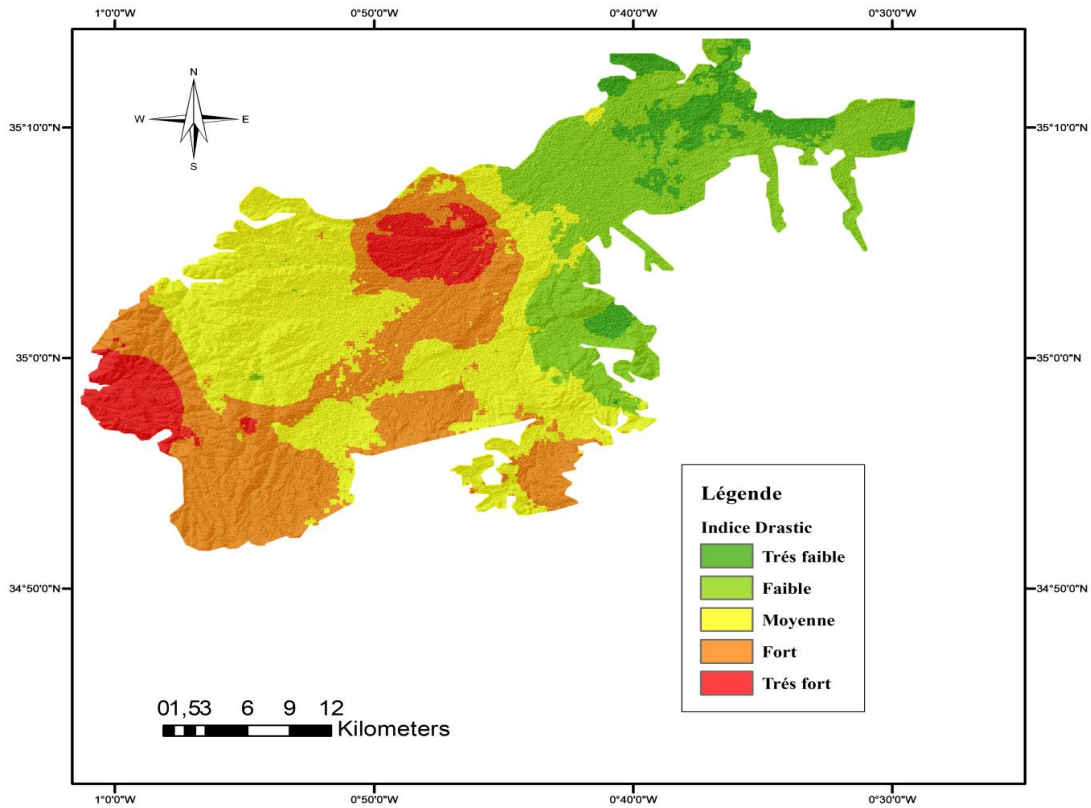 1°0'0"W 0°50'0"W 0°40'0"W 0°30'0"W
N
W E
S
35°10'0"N 35°10'0"N
35°0'0"N 35°0'0"N
Légende
Indice Drastic
Trés faible
Faible
Moyenne
Fort
Trés fort
34°50'0"N 34°50'0"N
01,53 6 9 12
Kilometers
1°0'0"W 0°50'0"W 0°40'0"W 0°30'0"W